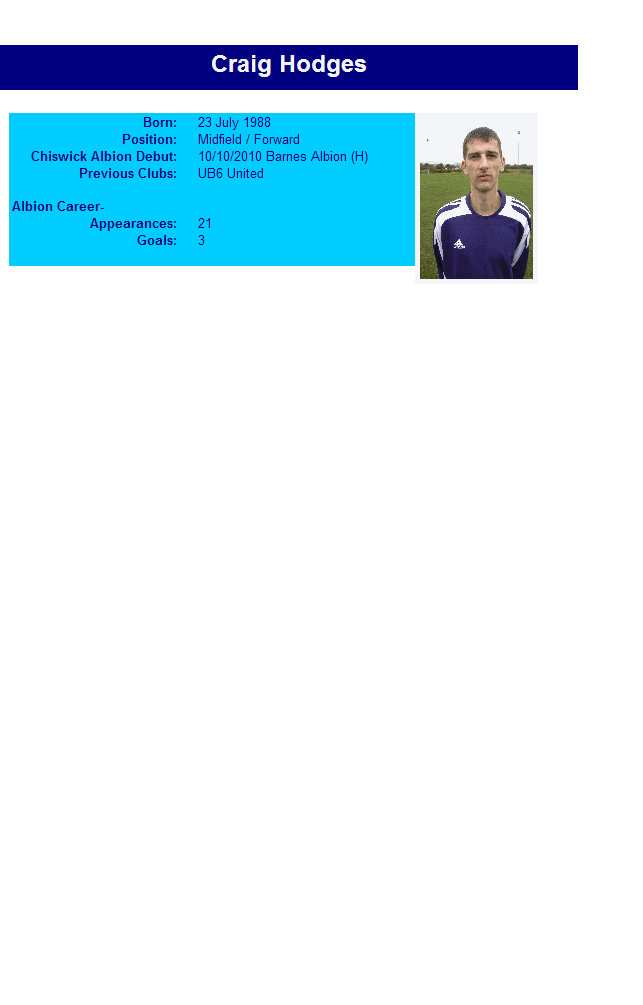 Craig Hodges
Born: 23 July 1988
Position: Midfield / Forward
Chiswick Albion Debut: 10/10/2010 Barnes Albion (H)
Previous Clubs: UB6 United
Albion Career-
Appearances: 21
Goals: 3